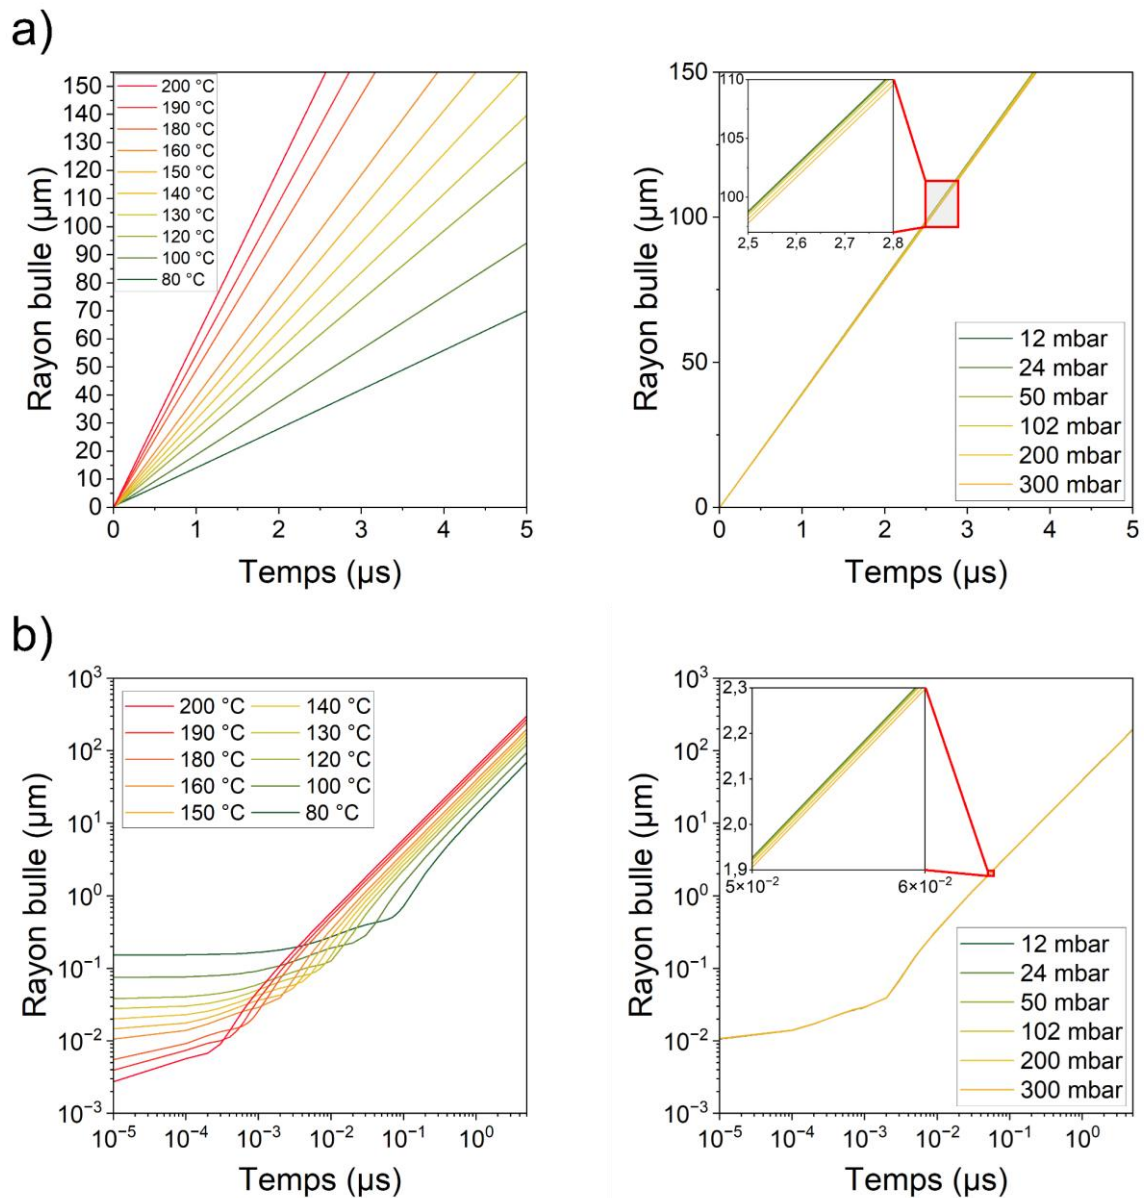 a)
Rayon bulle (µm)
150
140
130
120
110
100
90
80
70
60
50
40
30
20
10
0
200 °C
190 °C
180 °C
160 °C
150 °C
140 °C
130 °C
120 °C
100 °C
80 °C
0 1 2 3 4 5
Temps (µs)
Rayon bulle (µm)
150
100
50
0
110
105
100
2,5 2,6 2,7 2,8
12 mbar
24 mbar
50 mbar
102 mbar
200 mbar
300 mbar
0 1 2 3 4 5
Temps (µs)
b)
Rayon bulle (µm)
10³
10²
10¹
10⁰
10⁻¹
10⁻²
10⁻³
200 °C 140 °C
190 °C 130 °C
180 °C 120 °C
160 °C 100 °C
150 °C 80 °C
10⁻⁵ 10⁻⁴ 10⁻³ 10⁻² 10⁻¹ 10⁰
Temps (µs)
Rayon bulle (µm)
10³
10²
10¹
10⁰
10⁻¹
10⁻²
10⁻³
2,3
2,2
2,1
2,0
1,9
5×10⁻² 6×10⁻²
12 mbar
24 mbar
50 mbar
102 mbar
200 mbar
300 mbar
10⁻⁵ 10⁻⁴ 10⁻³ 10⁻² 10⁻¹ 10⁰
Temps (µs)